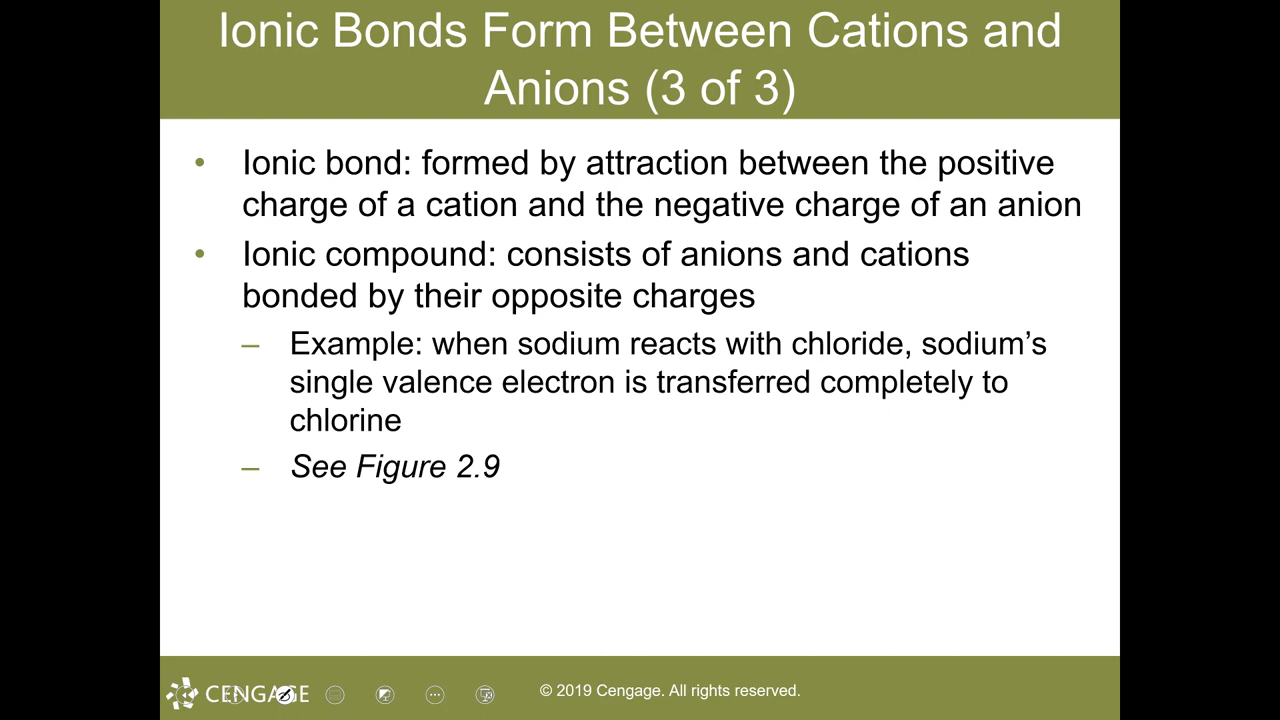 Ionic Bonds Form Between Cations and
Anions (3 of 3)
• Ionic bond: formed by attraction between the positive
charge of a cation and the negative charge of an anion
• Ionic compound: consists of anions and cations
bonded by their opposite charges
– Example: when sodium reacts with chloride, sodium’s
single valence electron is transferred completely to
chlorine
– See Figure 2.9
CENGAGE
© 2019 Cengage. All rights reserved.